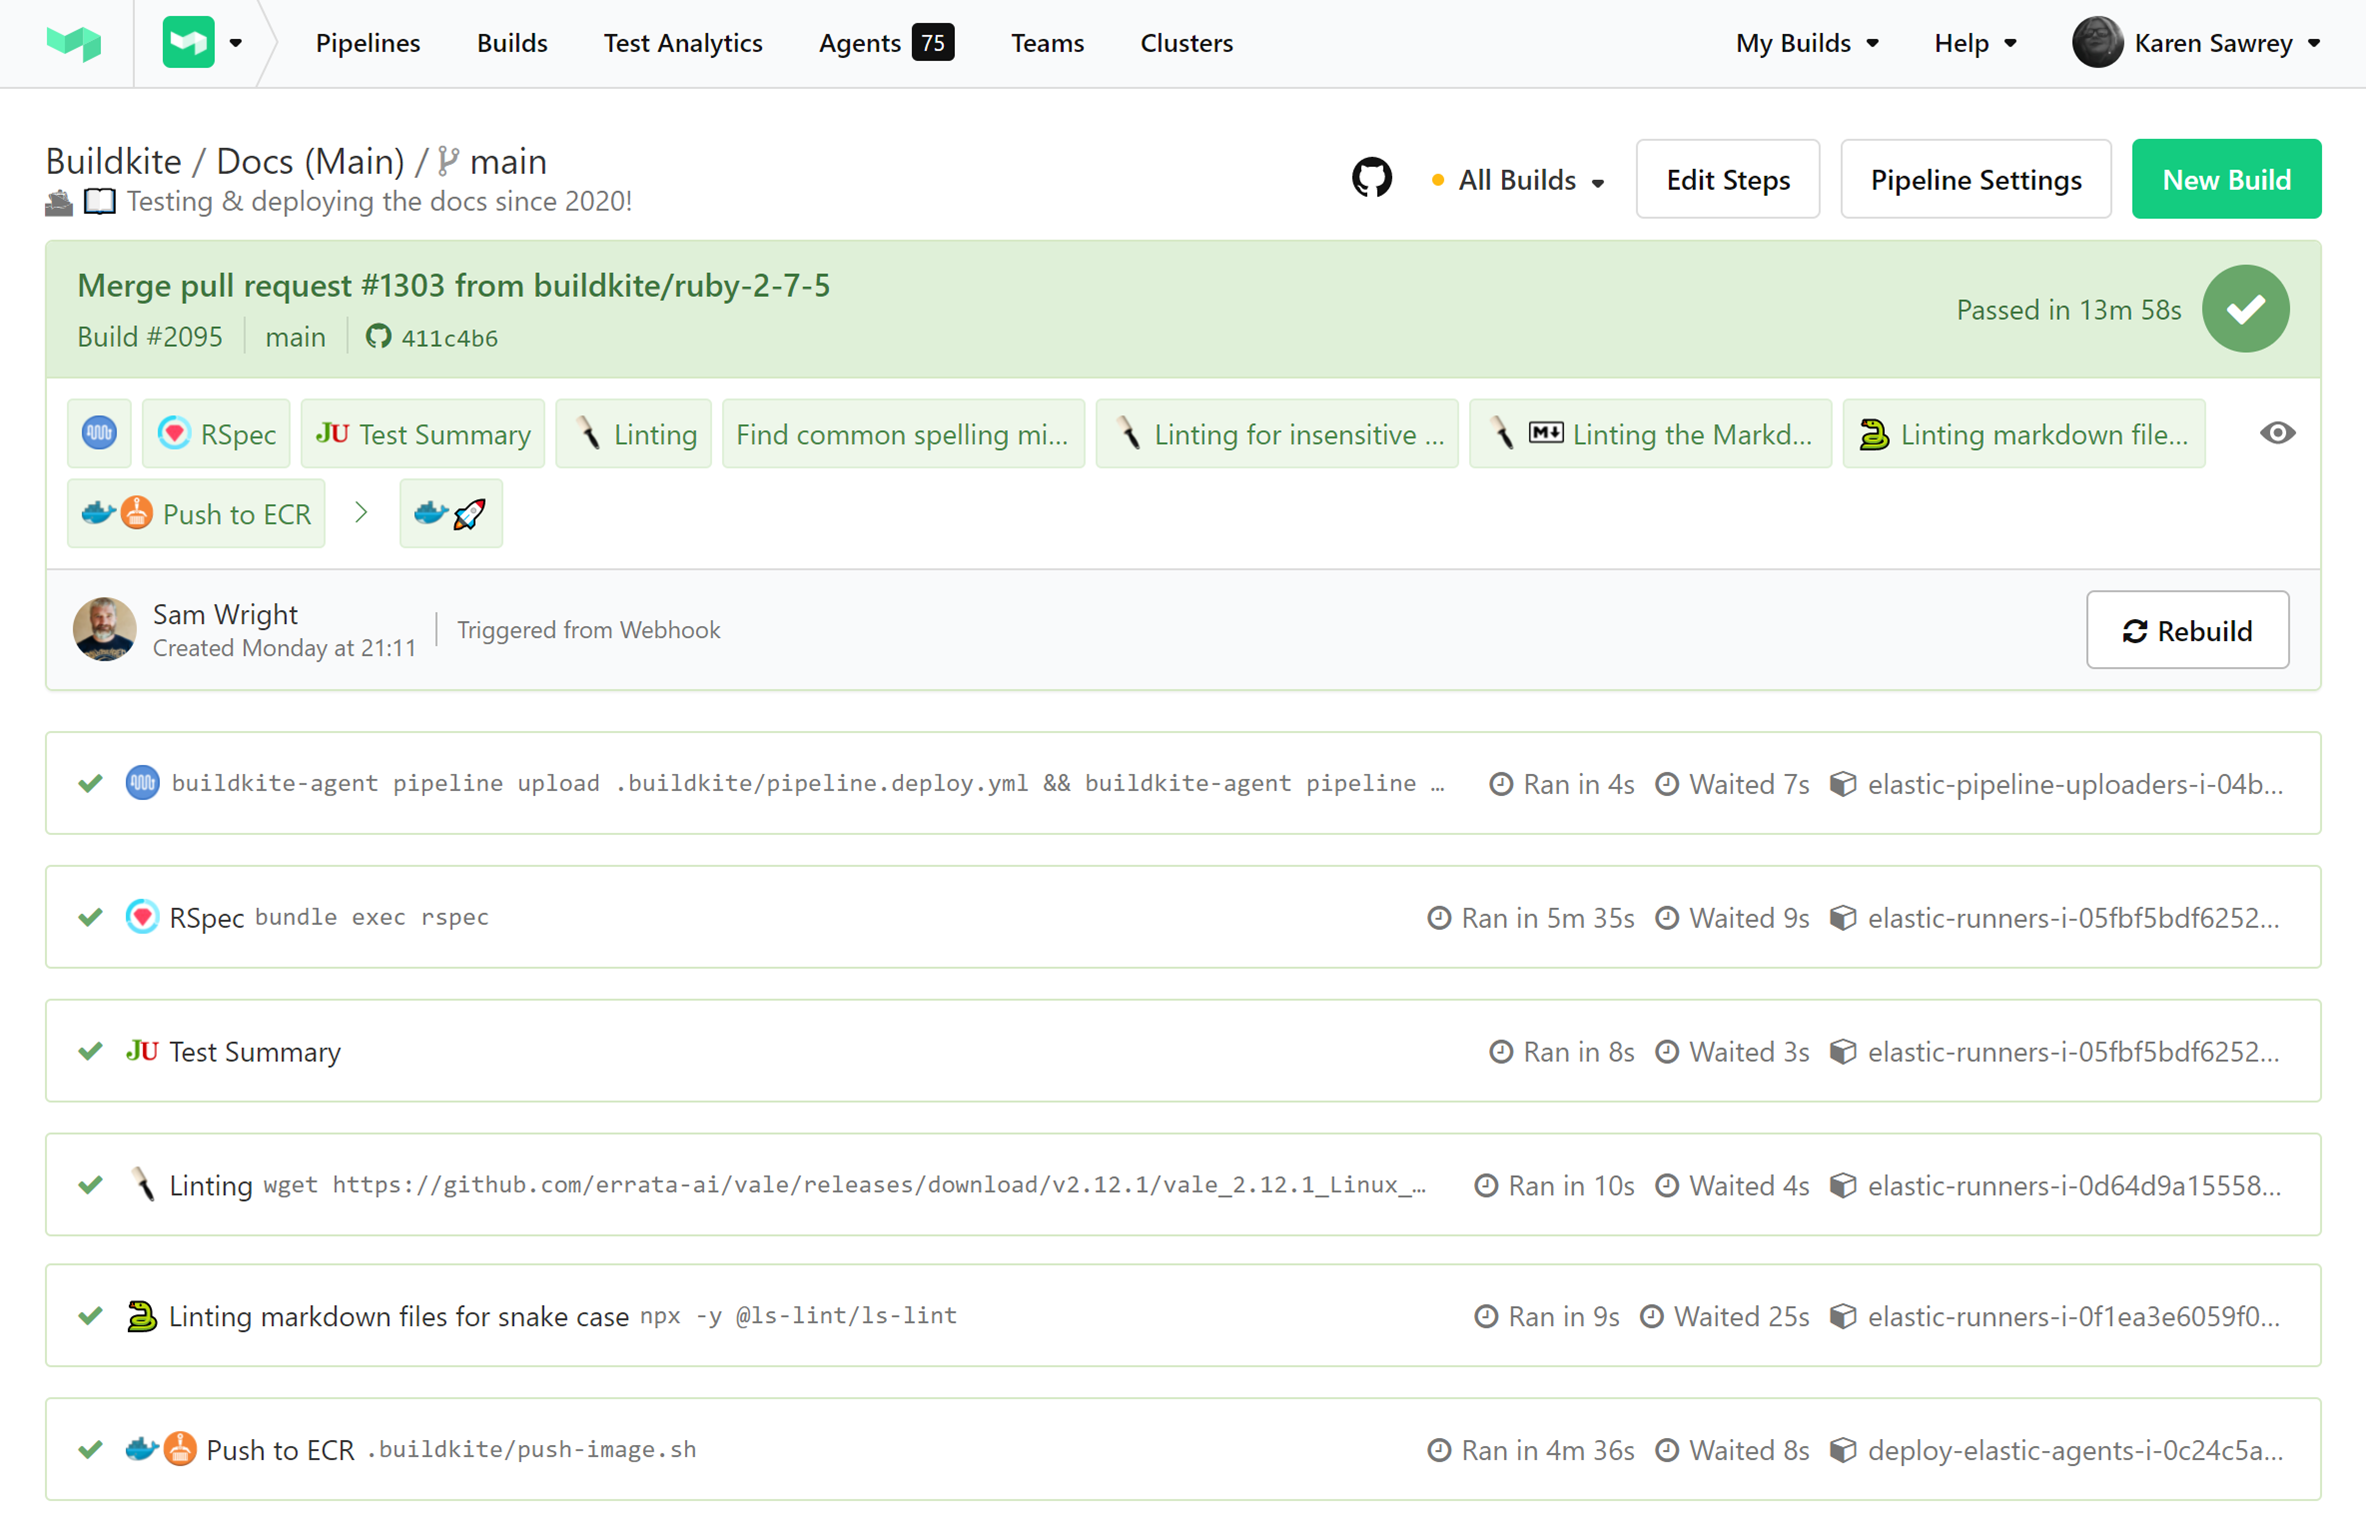 Pipelines Builds Test Analytics Agents 75 Teams Clusters My Builds Help Karen Sawrey
Buildkite / Docs (Main) / main
Testing & deploying the docs since 2020!
All Builds Edit Steps Pipeline Settings New Build
Merge pull request #1303 from buildkite/ruby-2-7-5
Build #2095 main 411c4b6
Passed in 13m 58s
RSpec JU Test Summary Linting Find common spelling mi... Linting for insensitive ... M Linting the Markd... Linting markdown file...
Push to ECR
Sam Wright
Created Monday at 21:11
Triggered from Webhook
Rebuild
buildkite-agent pipeline upload .buildkite/pipeline.deploy.yml && buildkite-agent pipeline … Ran in 4s Waited 7s elastic-pipeline-uploaders-i-04b...
RSpec bundle exec rspec Ran in 5m 35s Waited 9s elastic-runners-i-05fbf5bdf6252...
JU Test Summary Ran in 8s Waited 3s elastic-runners-i-05fbf5bdf6252...
Linting wget https://github.com/errata-ai/vale/releases/download/v2.12.1/vale_2.12.1_Linux_… Ran in 10s Waited 4s elastic-runners-i-0d64d9a15558...
Linting markdown files for snake case npx -y @ls-lint/ls-lint Ran in 9s Waited 25s elastic-runners-i-0f1ea3e6059f0...
Push to ECR .buildkite/push-image.sh Ran in 4m 36s Waited 8s deploy-elastic-agents-i-0c24c5a...